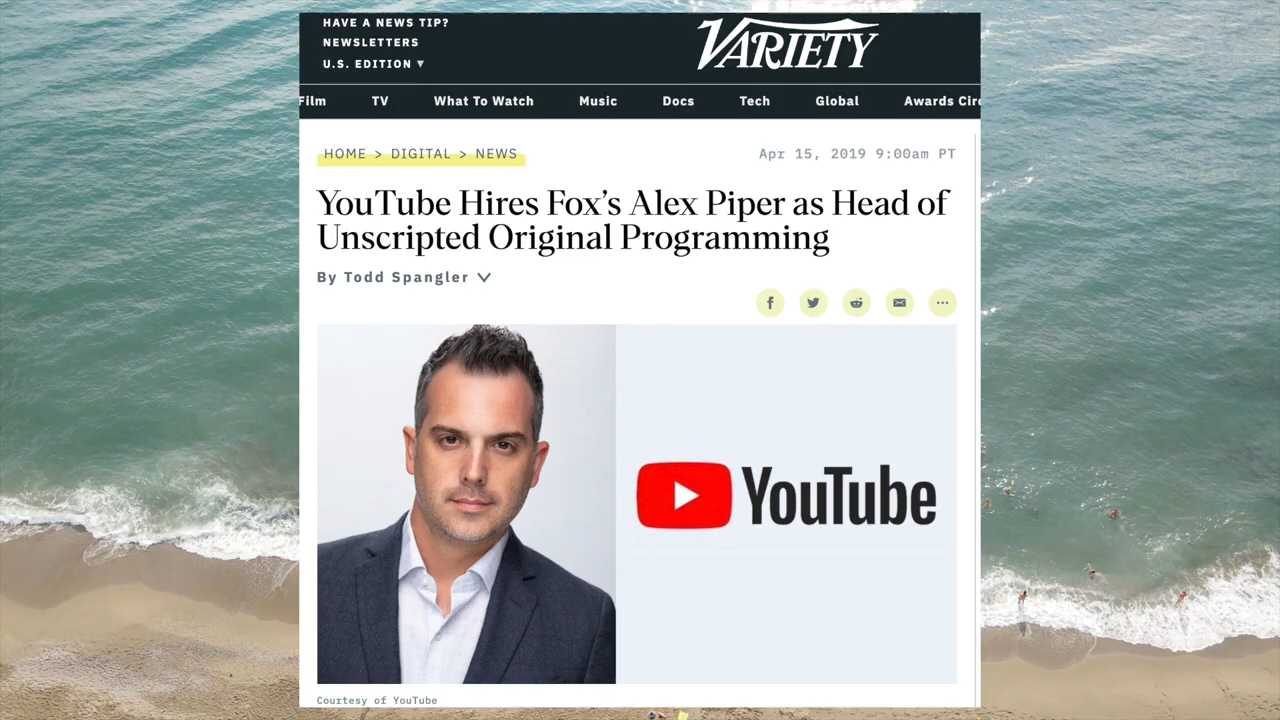 HAVE A NEWS TIP?
NEWSLETTERS
U.S. EDITION ▼
VARIETY
Film TV What To Watch Music Docs Tech Global Awards Circ
HOME > DIGITAL > NEWS
Apr 15, 2019 9:00am PT
YouTube Hires Fox's Alex Piper as Head of
Unscripted Original Programming
By Todd Spangler
YouTube
Courtesy of YouTube